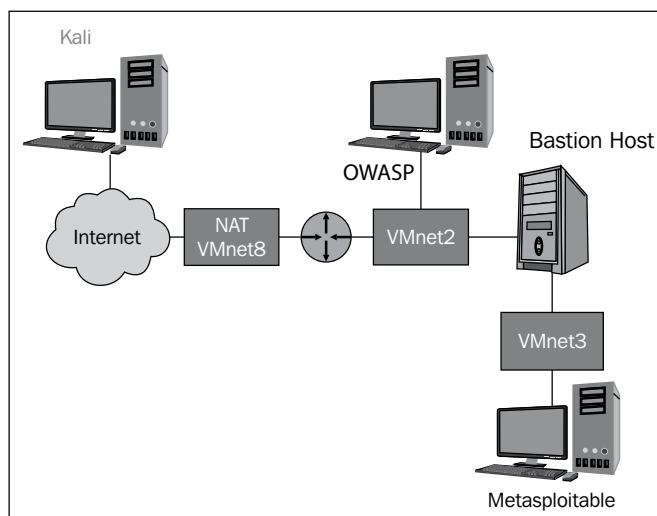 Kali
Bastion Host
OWASP
Internet
NAT
VMnet8
VMnet2
VMnet3
Metasploitable